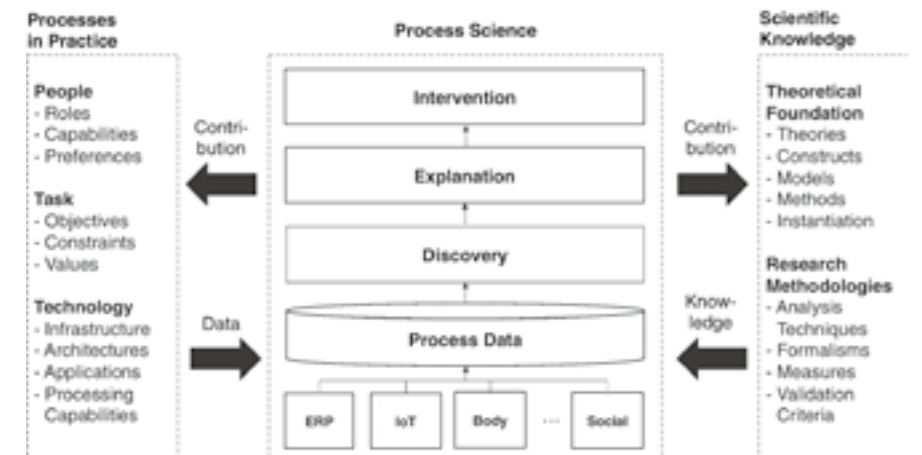 Processes
in Practice
People
- Roles
- Capabilities
- Preferences
Task
- Objectives
- Constraints
- Values
Technology
- Infrastructure
- Architectures
- Applications
- Processing
Capabilities
Contri-
bution
Data
Process Science
Intervention
Explanation
Discovery
Process Data
ERP
IoT
Body
...
Social
Contri-
bution
Know-
ledge
Scientific
Knowledge
Theoretical
Foundation
- Theories
- Constructs
- Models
- Methods
- Instantiation
Research
Methodologies
- Analysis
Techniques
- Formalisms
- Measures
- Validation
Criteria